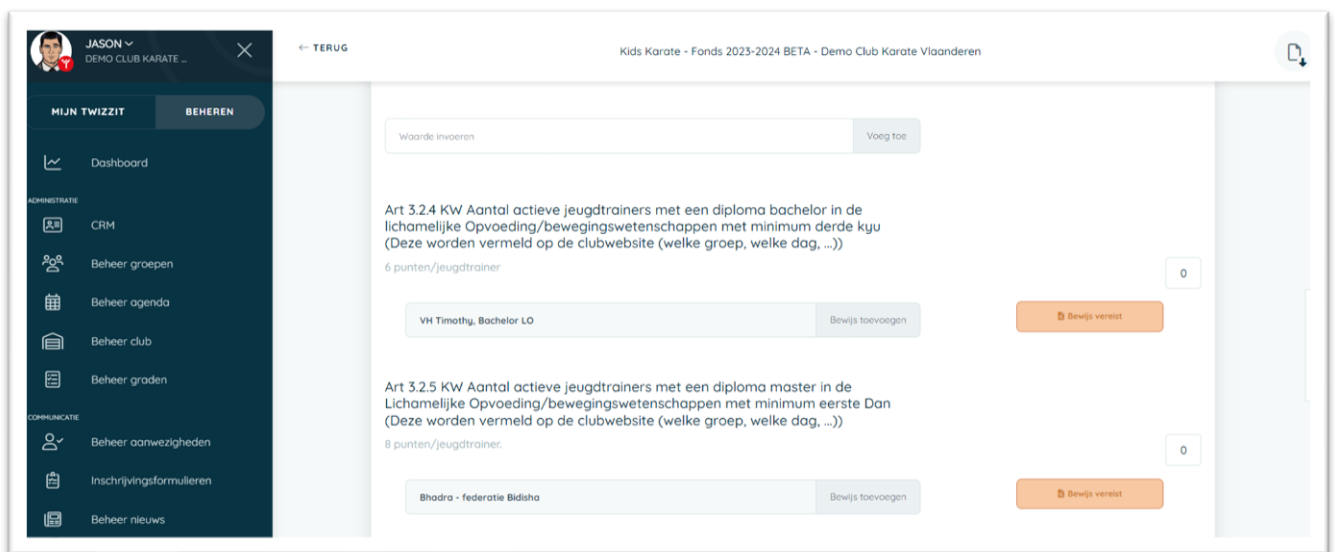 JASON
DEMO CLUB KARATE ...
← TERUG
Kids Karate - Fonds 2023-2024 BETA - Demo Club Karate Vlaanderen
MIJN TWIZZIT
BEHEREN
Dashboard
ADMINISTRATIE
CRM
Beheer groepen
Beheer agenda
Beheer club
Beheer graden
COMMUNICATIE
Beheer aanwezigheden
Inschrijvingsformulieren
Beheer nieuws
Waarde invoeren
Voeg toe
Art 3.2.4 KW Aantal actieve jeugdtrainers met een diploma bachelor in de
lichamelijke Opvoeding/bewegingswetenschappen met minimum derde kyu
(Deze worden vermeld op de clubwebsite (welke groep, welke dag, ...))
6 punten/jeugdtrainer
0
VH Timothy, Bachelor LO
Bewijs toevoegen
Bewijs vereist
Art 3.2.5 KW Aantal actieve jeugdtrainers met een diploma master in de
Lichamelijke Opvoeding/bewegingswetenschappen met minimum eerste Dan
(Deze worden vermeld op de clubwebsite (welke groep, welke dag, ...))
8 punten/jeugdtrainer.
0
Bhadra - federatie Bidisha
Bewijs toevoegen
Bewijs vereist